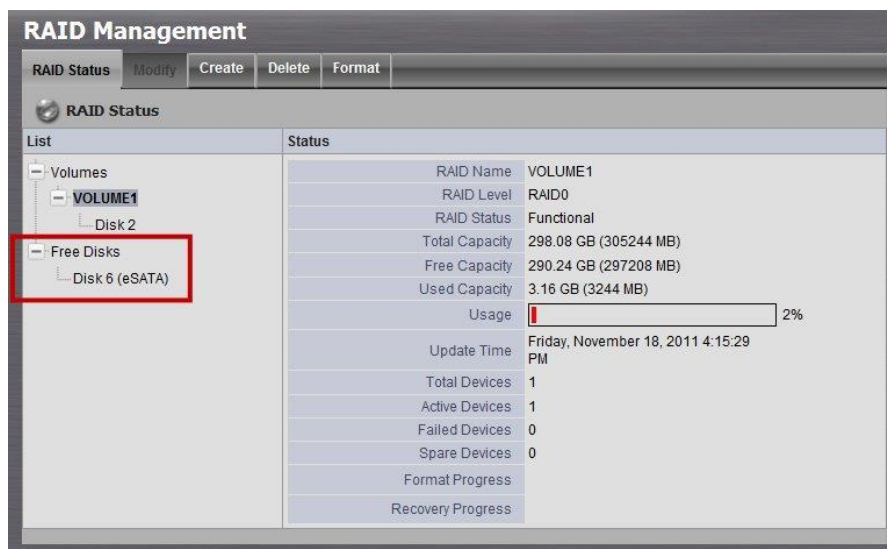 RAID Management
RAID Status Modify Create Delete Format
RAID Status
List Status
Volumes
VOLUME1
Disk 2
Free Disks
Disk 6 (eSATA)
RAID Name VOLUME1
RAID Level RAID0
RAID Status Functional
Total Capacity 298.08 GB (305244 MB)
Free Capacity 290.24 GB (297208 MB)
Used Capacity 3.16 GB (3244 MB)
Usage 2%
Update Time Friday, November 18, 2011 4:15:29
PM
Total Devices 1
Active Devices 1
Failed Devices 0
Spare Devices 0
Format Progress
Recovery Progress